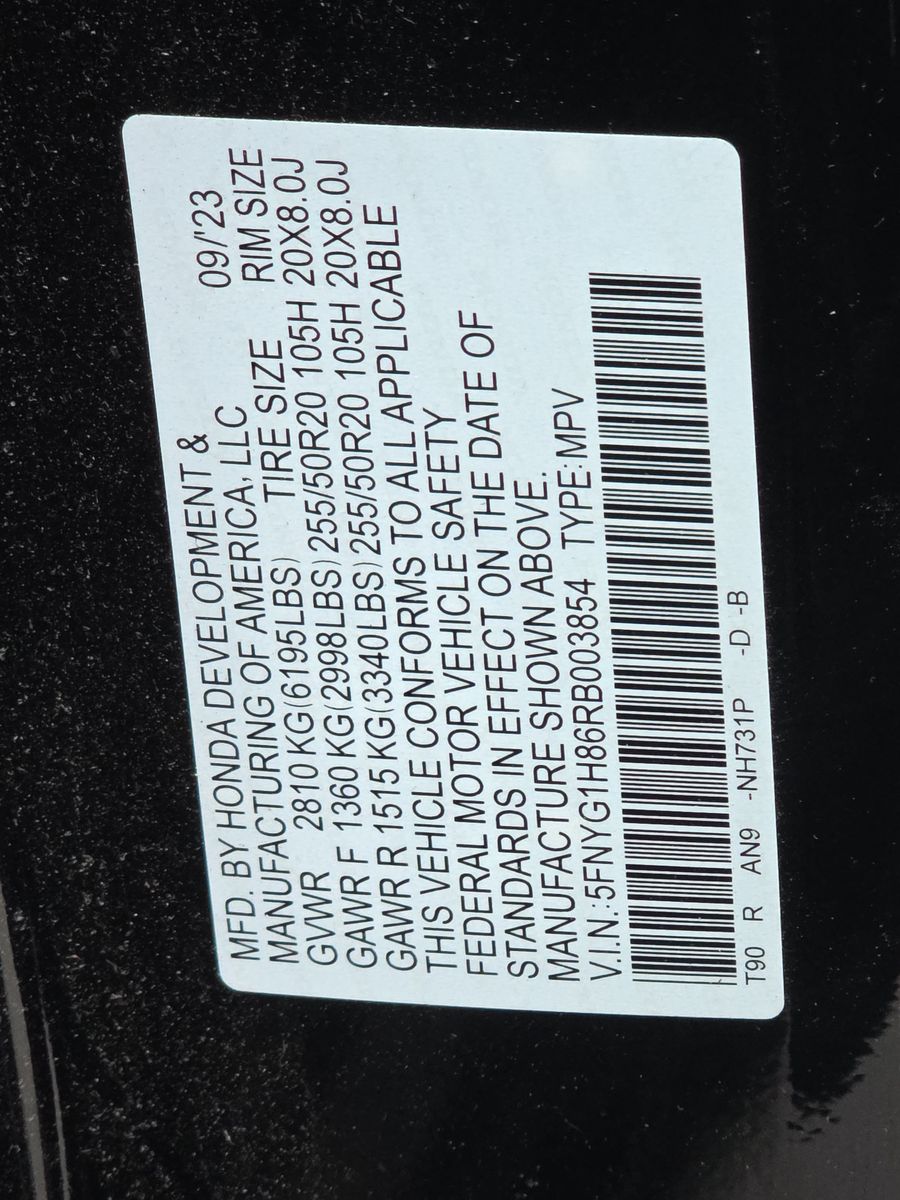 MFD. BY HONDA DEVELOPMENT &
MANUFACTURING OF AMERICA, LLC 09/'23
GVWR 2810 KG(6195LBS) TIRE SIZE RIM SIZE
GAWR F 1360 KG(2998LBS) 255/50R20 105H 20X8.0J
GAWR R 1515 KG(3340LBS) 255/50R20 105H 20X8.0J
THIS VEHICLE CONFORMS TO ALL APPLICABLE
FEDERAL MOTOR VEHICLE SAFETY
STANDARDS IN EFFECT ON THE DATE OF
MANUFACTURE SHOWN ABOVE.
V.I.N.:5FNYG1H86RB003854 TYPE:MPV
T90 R AN9 -NH731P -D -B